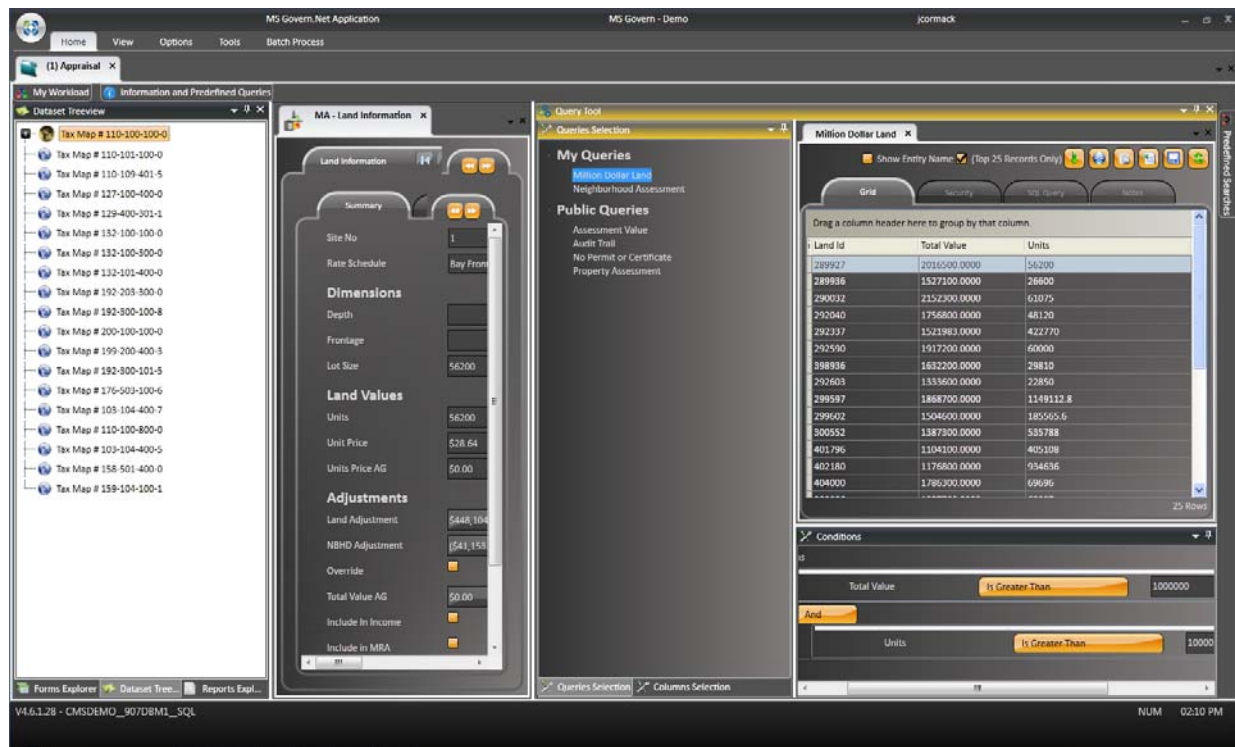 MS Govern.Net Application MS Govern - Demo jcormack
Home View Options Tools Batch Process
(1) Appraisal
My Workload Information and Predefined Queries
Dataset Treeview
Tax Map # 110-100-100-0
Tax Map # 110-101-100-0
Tax Map # 110-109-401-5
Tax Map # 127-100-400-0
Tax Map # 129-400-301-1
Tax Map # 132-100-100-0
Tax Map # 132-100-300-0
Tax Map # 132-101-400-0
Tax Map # 192-203-300-0
Tax Map # 192-300-100-8
Tax Map # 200-100-100-0
Tax Map # 199-200-400-3
Tax Map # 192-300-101-5
Tax Map # 176-503-100-6
Tax Map # 103-104-400-7
Tax Map # 110-100-800-0
Tax Map # 103-104-400-5
Tax Map # 158-501-400-0
Tax Map # 159-104-100-1
Forms Explorer Dataset Tree... Reports Expl...
MA - Land Information
Land Information
Summary
Site No 1
Rate Schedule Bay Fron
Dimensions
Depth
Frontage
Lot Size 56200
Land Values
Units 56200
Unit Price $28.64
Units Price AG $0.00
Adjustments
Land Adjustment $448,104
NBHD Adjustment ($41,153
Override
Total Value AG $0.00
Include In Income
Include in MRA
Query Tool
Queries Selection
My Queries
Million Dollar Land
Neighborhood Assessment
Public Queries
Assessment Value
Audit Trail
No Permit or Certificate
Property Assessment
Queries Selection Columns Selection
Million Dollar Land
Show Entity Name (Top 25 Records Only)
Grid Security SQL Query Notes
Drag a column header here to group by that column.
Land Id Total Value Units
289927 2016500.0000 56200
289936 1527100.0000 26600
290032 2152300.0000 61075
292040 1756800.0000 48120
292337 1521983.0000 422770
292590 1917200.0000 60000
398936 1632200.0000 29810
292603 1333600.0000 22850
299597 1868700.0000 1149112.8
299602 1504600.0000 185565.6
300552 1387300.0000 535788
401796 1104100.0000 405108
402180 1176800.0000 934636
404000 1786300.0000 69696
25 Rows
Conditions
Total Value Is Greater Than 1000000
And
Units Is Greater Than 10000
Predefined Searches
V4.6.1.28 - CMSDEMO__907DBM1__SQL NUM 02:10 PM